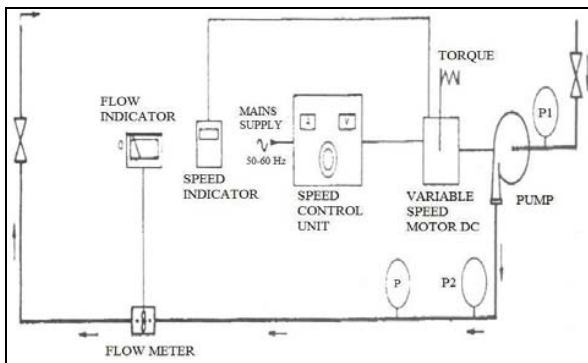 TORQUE
P1
FLOW
INDICATOR
MAINS
SUPPLY
50-60 Hz
SPEED
INDICATOR
SPEED
CONTROL
UNIT
VARIABLE
SPEED
MOTOR DC
PUMP
P
P2
FLOW METER